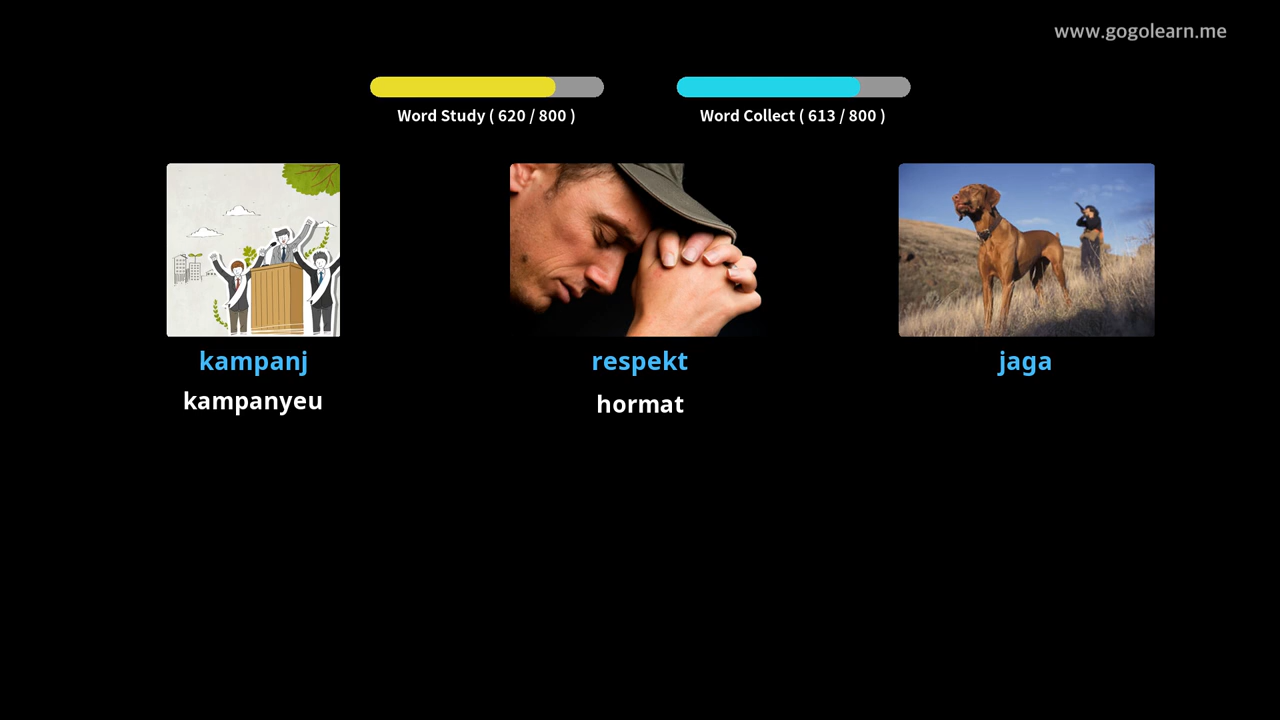 www.gogolearn.me
Word Study ( 620 / 800 )
Word Collect ( 613 / 800 )
kampanj
respekt
jaga
kampanyeu
hormat